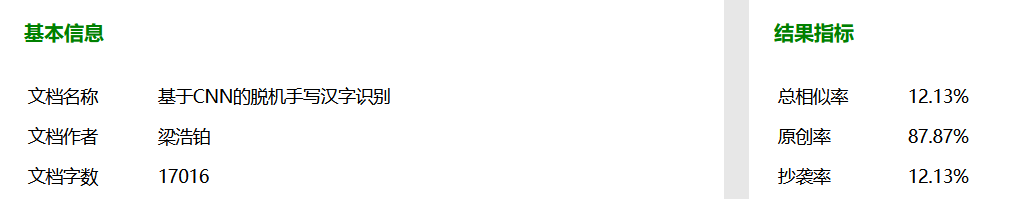 基本信息
文档名称 基于CNN的脱机手写汉字识别
文档作者 梁浩铂
文档字数 17016
结果指标
总相似率 12.13%
原创率 87.87%
抄袭率 12.13%